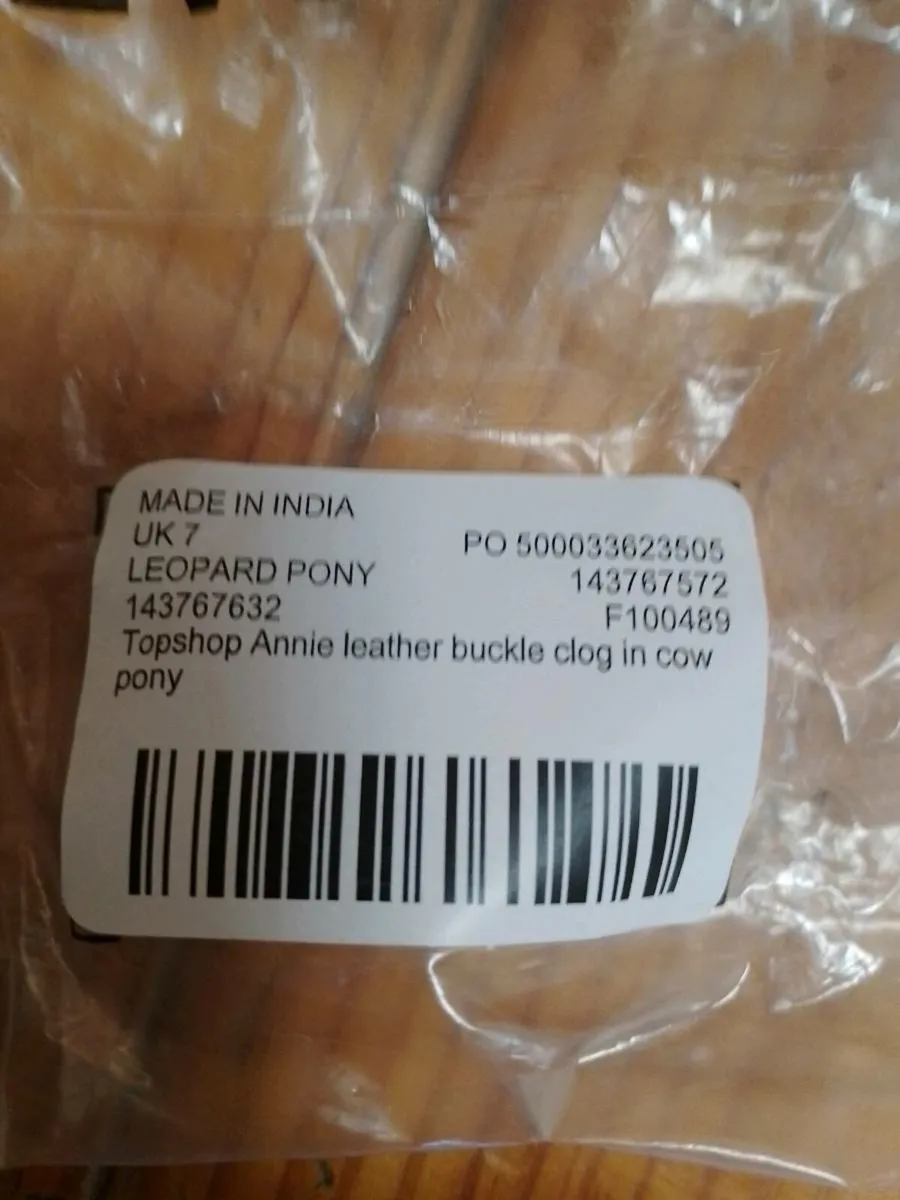 MADE IN INDIA
UK 7
PO 500033623505
LEOPARD PONY
143767572
143767632
F100489
Topshop Annie leather buckle clog in cow
pony